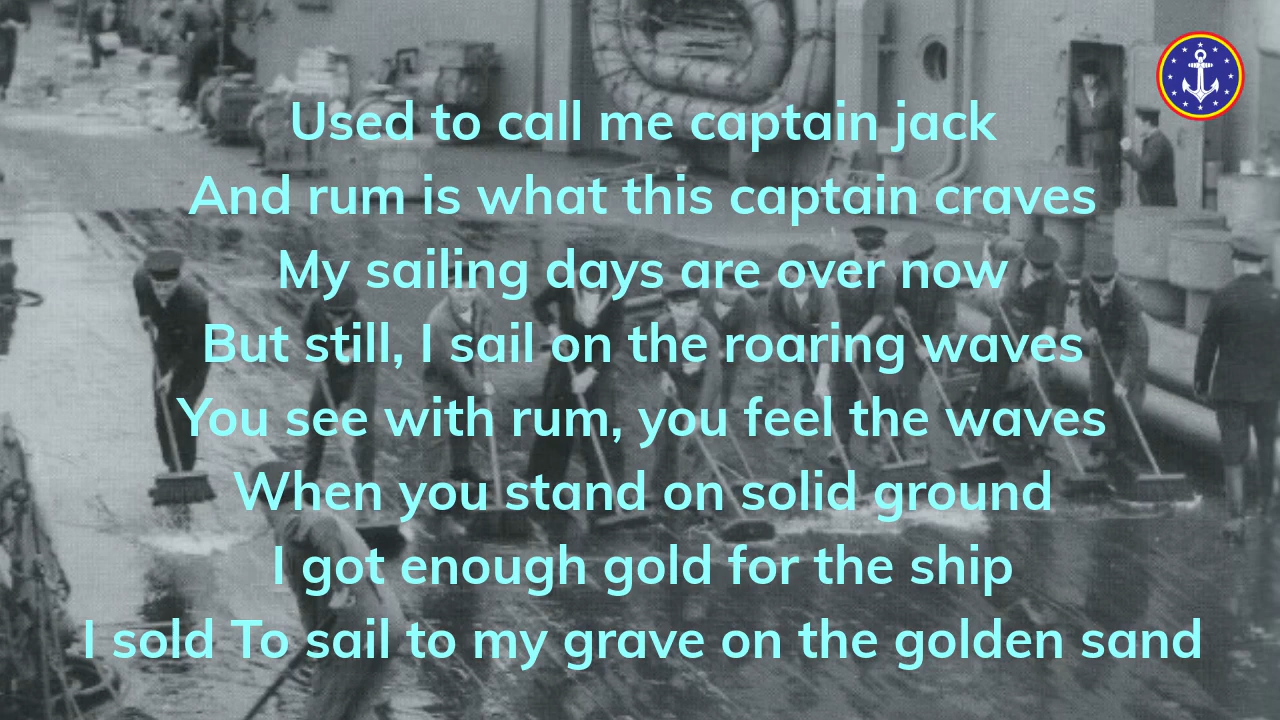 Used to call me captain jack
And rum is what this captain craves
My sailing days are over now
But still, I sail on the roaring waves
You see with rum, you feel the waves
When you stand on solid ground
I got enough gold for the ship
I sold To sail to my grave on the golden sand